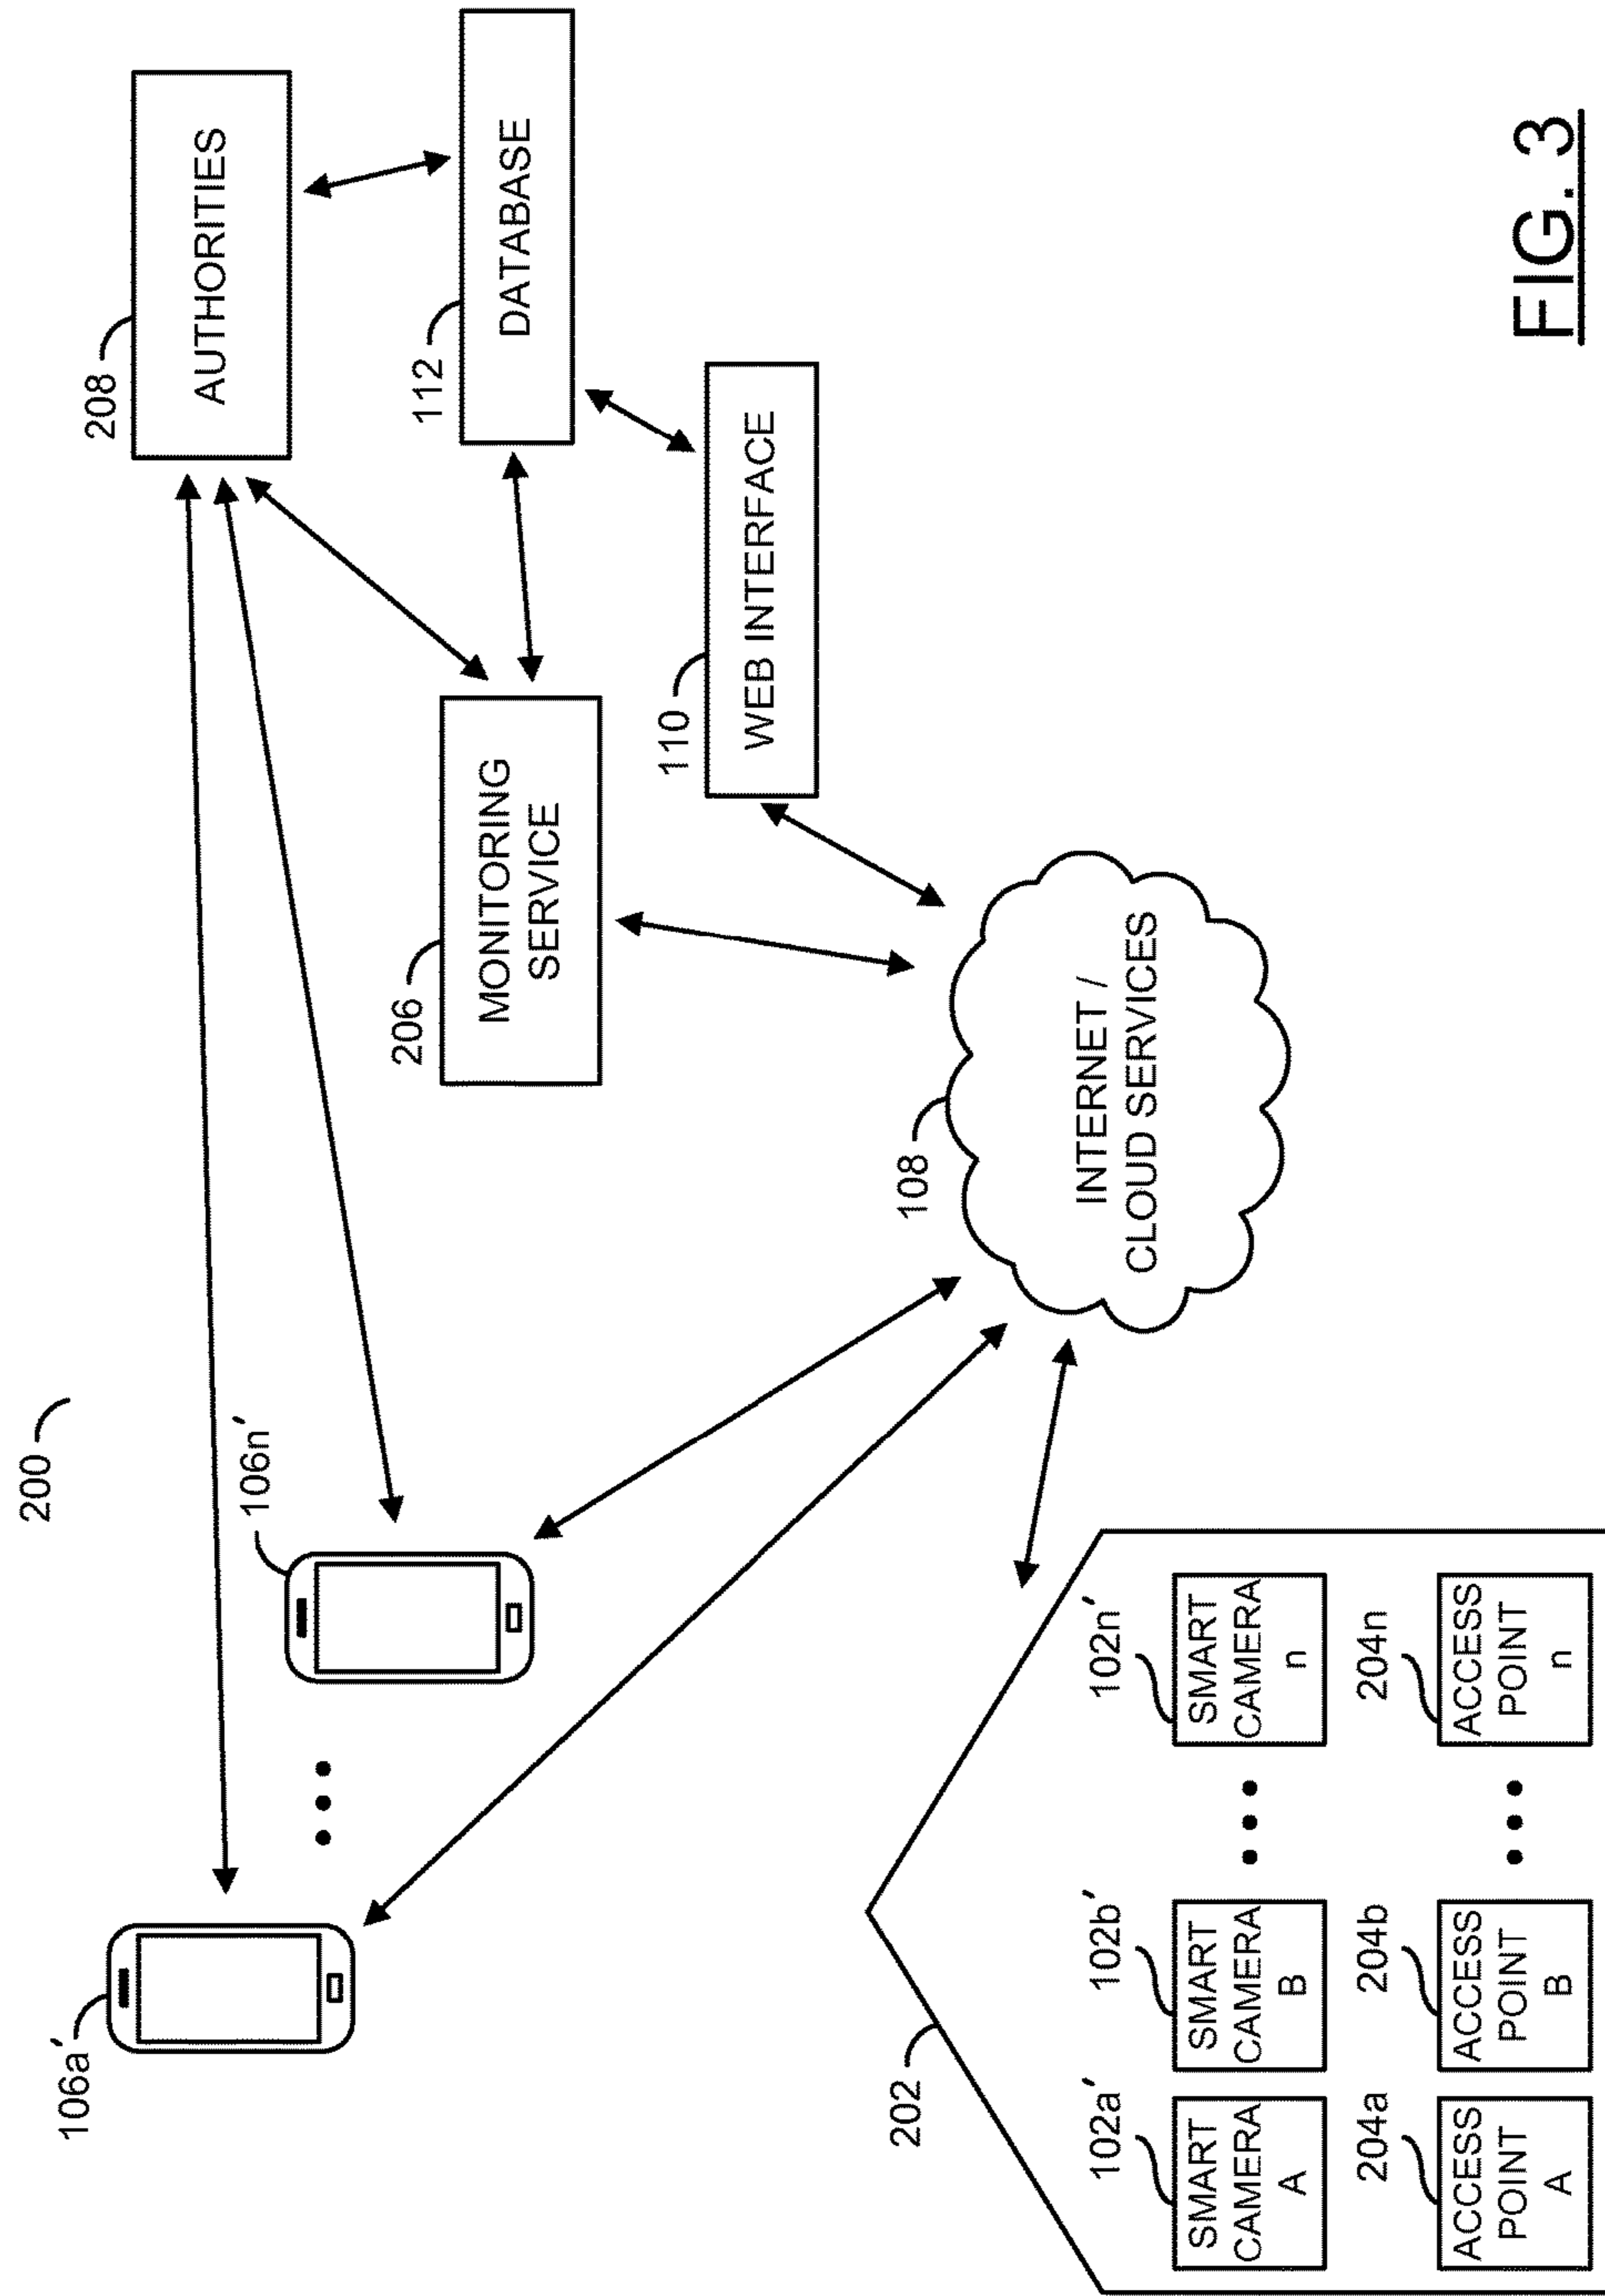 200
106a′
106n′
208
AUTHORITIES
206
MONITORING
SERVICE
112
DATABASE
110
WEB INTERFACE
108
INTERNET /
CLOUD SERVICES
202
102a′
SMART
CAMERA
A
102b′
SMART
CAMERA
B
• • •
102n′
SMART
CAMERA
n
204a
ACCESS
POINT
A
204b
ACCESS
POINT
B
204n
ACCESS
POINT
n
FIG. 3